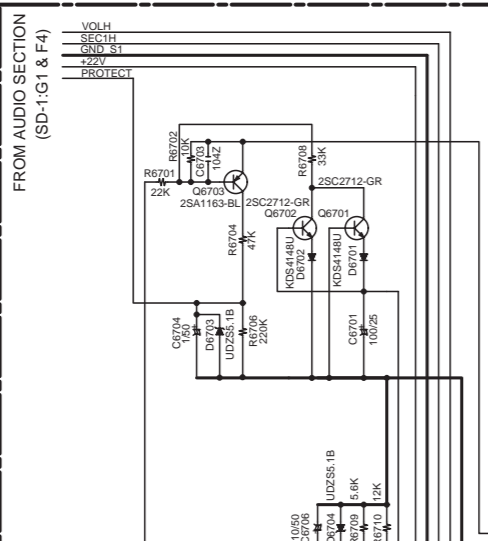 FROM AUDIO SECTION
(SD-1:G1 & F4)
VOLH
SEC1H
GND_S1
+22V
PROTECT
R6702
10K
C6703
104Z
R6701
22K
Q6703
2SA1163-BL
R6708
33K
2SC2712-GR
2SC2712-GR
Q6702
Q6701
KDS4148U
D6702
KDS4148U
D6701
R6704
47K
C6704
1/50
D6703
UDZS5.1B
R6706
220K
C6701
100/25
UDZS5.1B
5.6K
12K
10/50
C6706
D6704
R6709
R6710